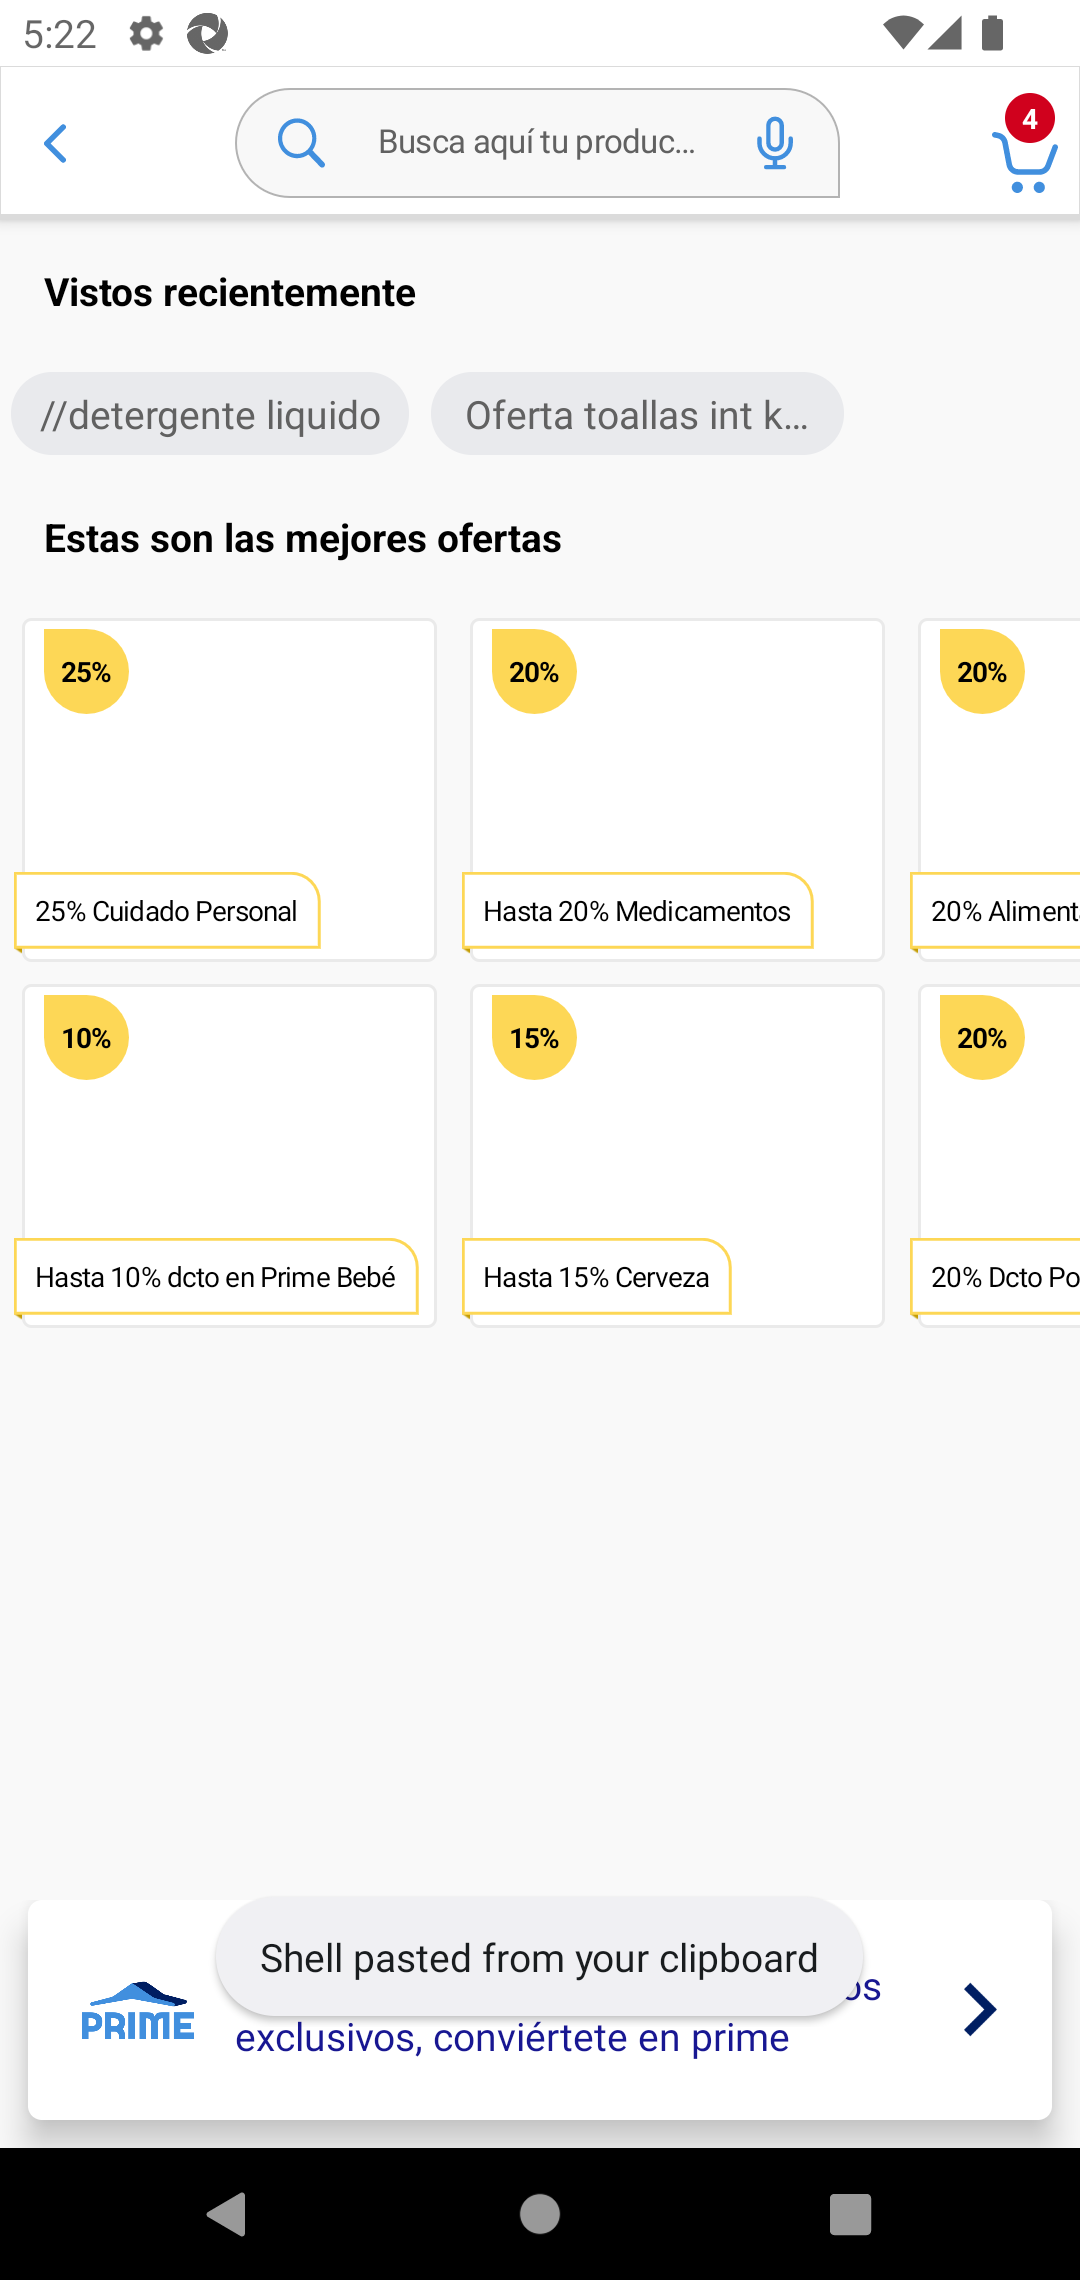 5:22
Busca aquí tu produc...
4
Vistos recientemente
//detergente liquido
Oferta toallas int k...
Estas son las mejores ofertas
25%
20%
20%
25% Cuidado Personal
Hasta 20% Medicamentos
20% Aliment
10%
15%
20%
Hasta 10% dcto en Prime Bebé
Hasta 15% Cerveza
20% Dcto Po
Shell pasted from your clipboard
PRIME
exclusivos, conviértete en prime